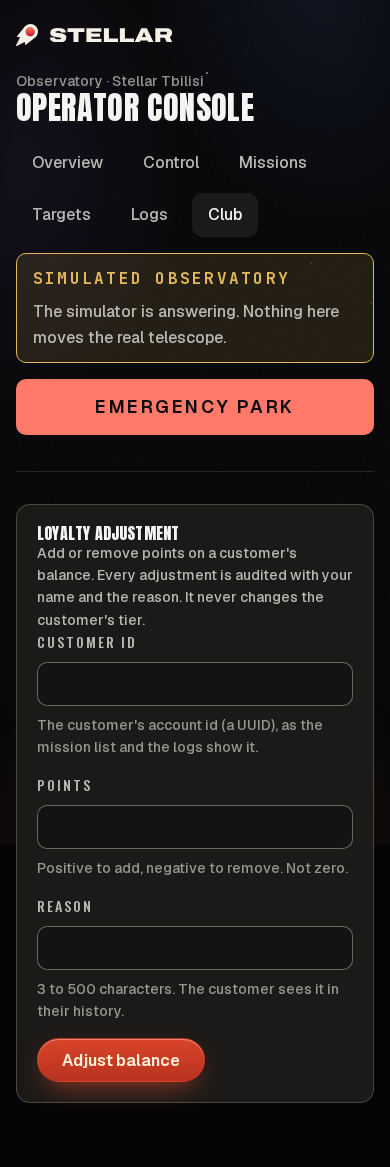 STELLAR
Observatory · Stellar Tbilisi
OPERATOR CONSOLE
Overview Control Missions
Targets Logs Club
SIMULATED OBSERVATORY
The simulator is answering. Nothing here
moves the real telescope.
EMERGENCY PARK
LOYALTY ADJUSTMENT
Add or remove points on a customer's
balance. Every adjustment is audited with your
name and the reason. It never changes the
customer's tier.
CUSTOMER ID
The customer's account id (a UUID), as the
mission list and the logs show it.
POINTS
Positive to add, negative to remove. Not zero.
REASON
3 to 500 characters. The customer sees it in
their history.
Adjust balance